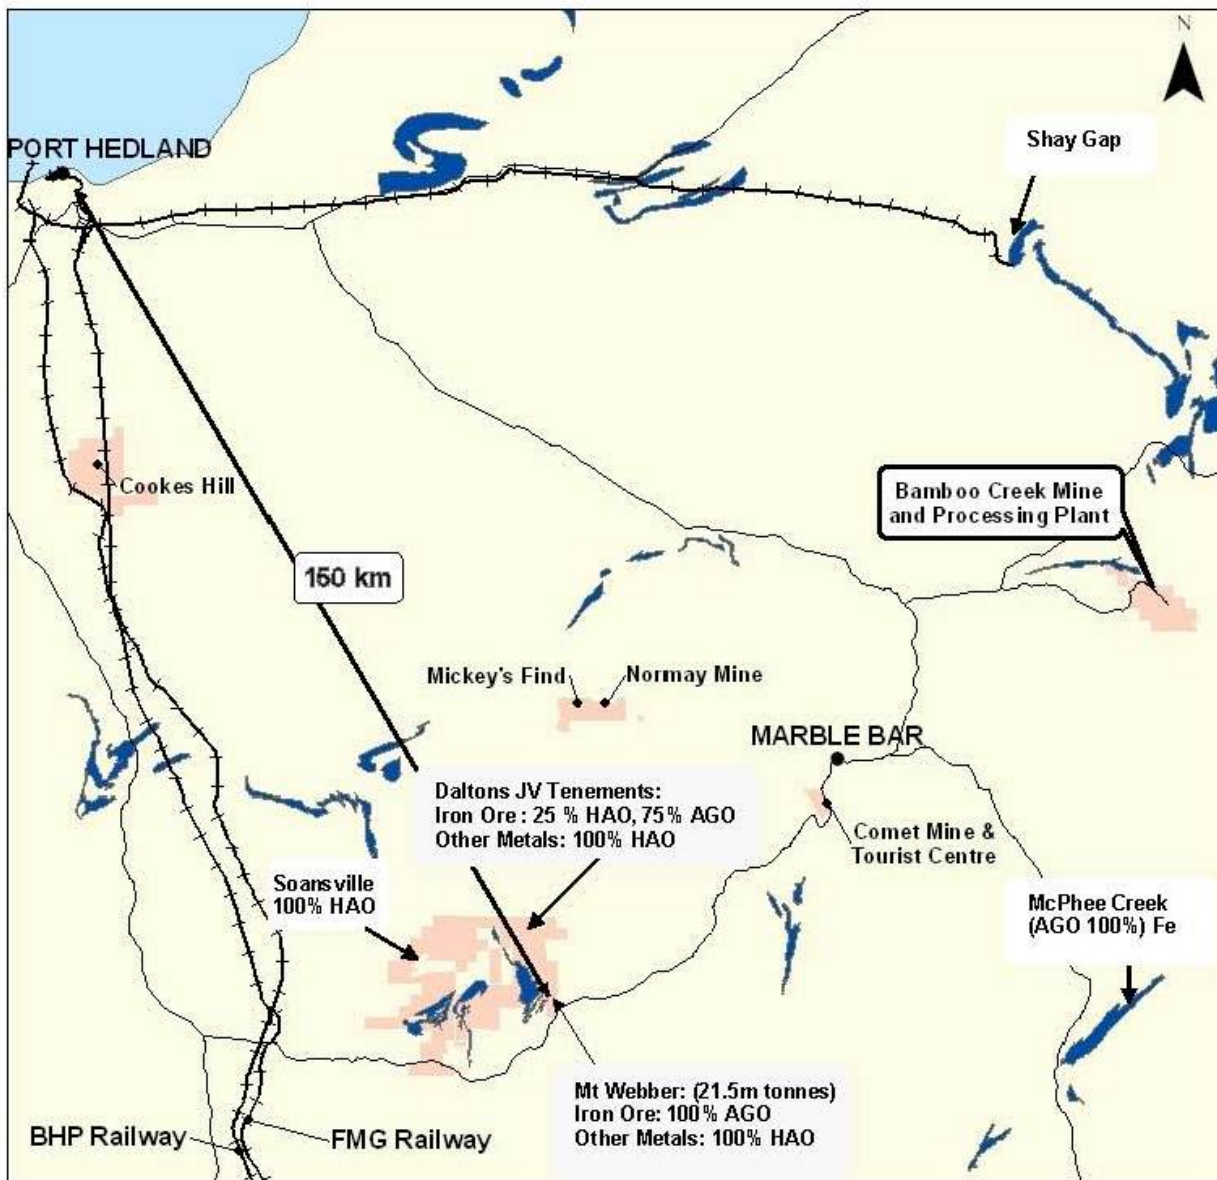 N
Shay Gap
PORT HEDLAND
Cookes Hill
Bamboo Creek Mine
and Processing Plant
150 km
Mickey's Find
Normay Mine
MARBLE BAR
Daltons JV Tenements:
Iron Ore : 25 % HAO, 75% AGO
Other Metals: 100% HAO
Comet Mine &
Tourist Centre
Soansville
100% HAO
McPhee Creek
(AGO 100%) Fe
Mt Webber: (21.5m tonnes)
Iron Ore: 100% AGO
Other Metals: 100% HAO
BHP Railway
FMG Railway